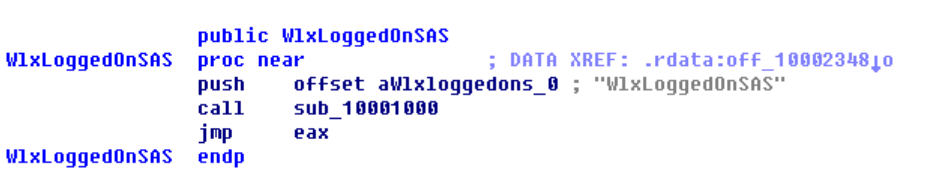 public WlxLoggedOnSAS
WlxLoggedOnSAS proc near ; DATA XREF: .rdata:off_10002348↓o
push offset aWlxloggedons_0 ; "WlxLoggedOnSAS"
call sub_10001000
jmp eax
WlxLoggedOnSAS endp